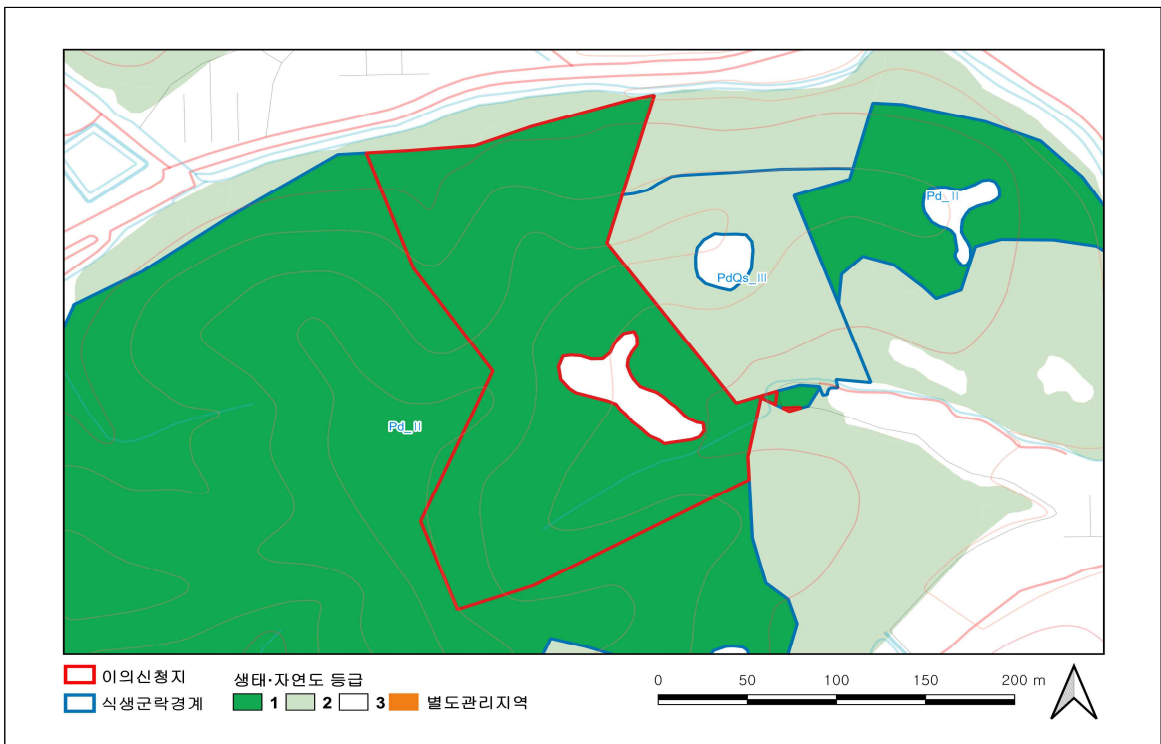 Pd_II
PdQs_III
Pd_II
이의신청지
식생군락경계
생태·자연도 등급
1 2 3 별도관리지역
0 50 100 150 200 m